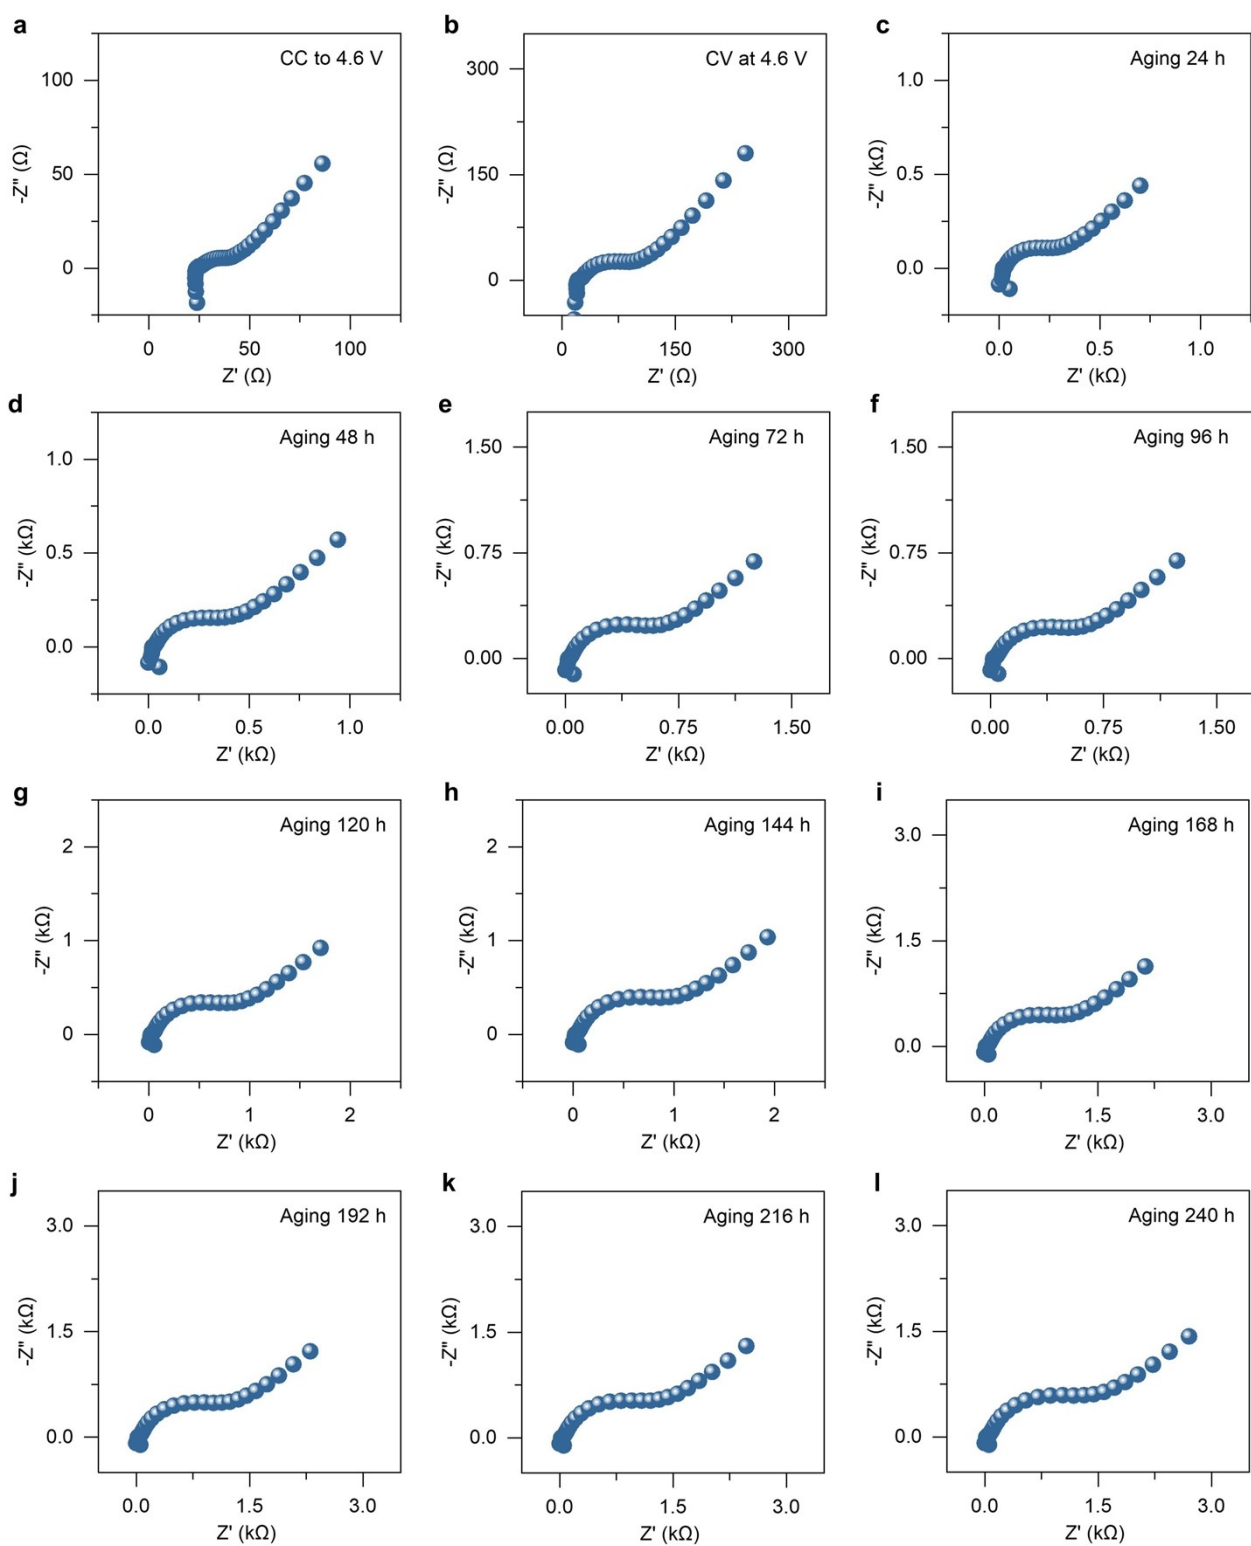 a
CC to 4.6 V
100
50
0
-Z" (Ω)
0
50
100
Z' (Ω)
b
CV at 4.6 V
300
150
0
-Z" (Ω)
0
150
300
Z' (Ω)
c
Aging 24 h
1.0
0.5
0.0
-Z" (kΩ)
0.0
0.5
1.0
Z' (kΩ)
d
Aging 48 h
1.0
0.5
0.0
-Z" (kΩ)
0.0
0.5
1.0
Z' (kΩ)
e
Aging 72 h
1.50
0.75
0.00
-Z" (kΩ)
0.00
0.75
1.50
Z' (kΩ)
f
Aging 96 h
1.50
0.75
0.00
-Z" (kΩ)
0.00
0.75
1.50
Z' (kΩ)
g
Aging 120 h
2
1
0
-Z" (kΩ)
0
1
2
Z' (kΩ)
h
Aging 144 h
2
1
0
-Z" (kΩ)
0
1
2
Z' (kΩ)
i
Aging 168 h
3.0
1.5
0.0
-Z" (kΩ)
0.0
1.5
3.0
Z' (kΩ)
j
Aging 192 h
3.0
1.5
0.0
-Z" (kΩ)
0.0
1.5
3.0
Z' (kΩ)
k
Aging 216 h
3.0
1.5
0.0
-Z" (kΩ)
0.0
1.5
3.0
Z' (kΩ)
l
Aging 240 h
3.0
1.5
0.0
-Z" (kΩ)
0.0
1.5
3.0
Z' (kΩ)